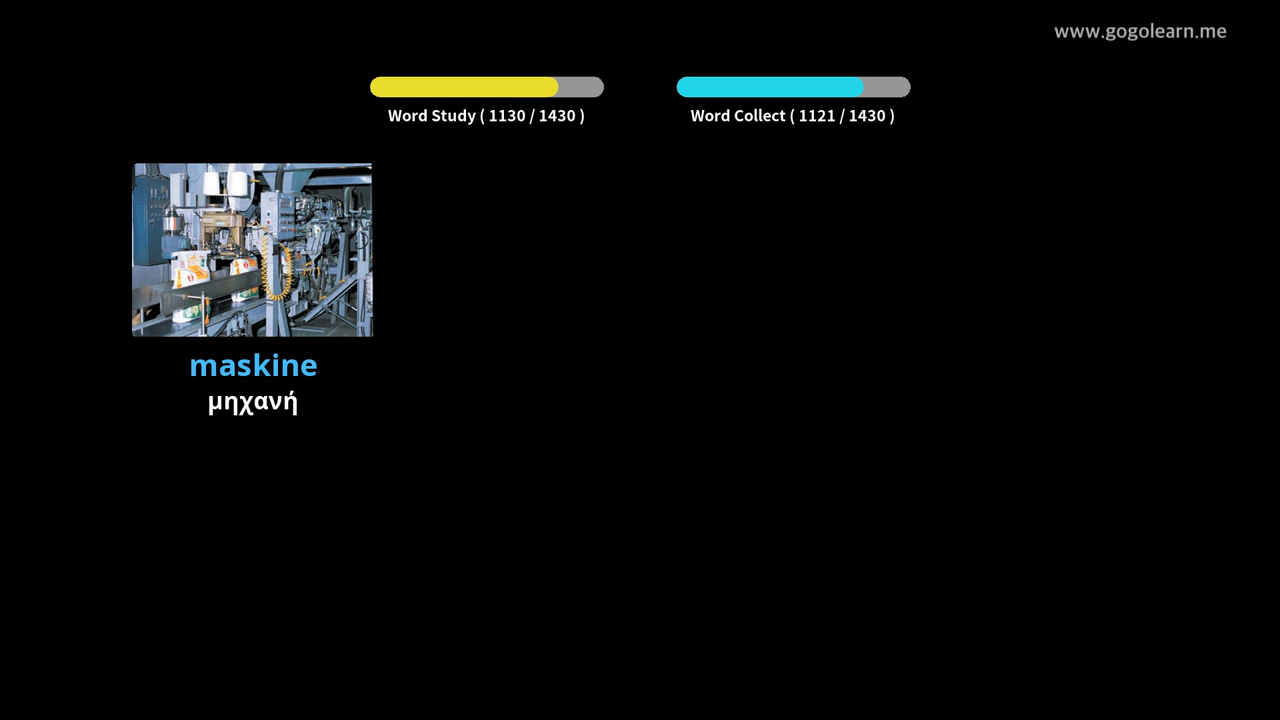 www.gogolearn.me
Word Study ( 1130 / 1430 )
Word Collect ( 1121 / 1430 )
maskine
μηχανή